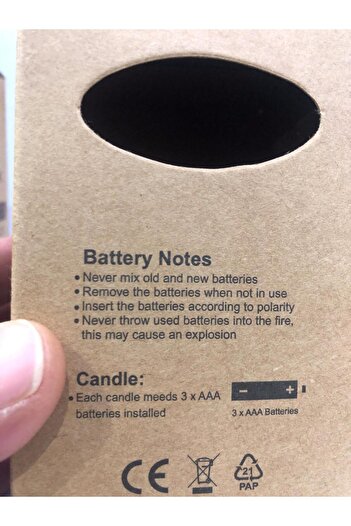 Battery Notes
• Never mix old and new batteries
• Remove the batteries when not in use
• Insert the batteries according to polarity
• Never throw used batteries into the fire,
this may cause an explosion
Candle:
• Each candle meeds 3 x AAA
batteries installed
- +
3 x AAA Batteries
CE
21
PAP